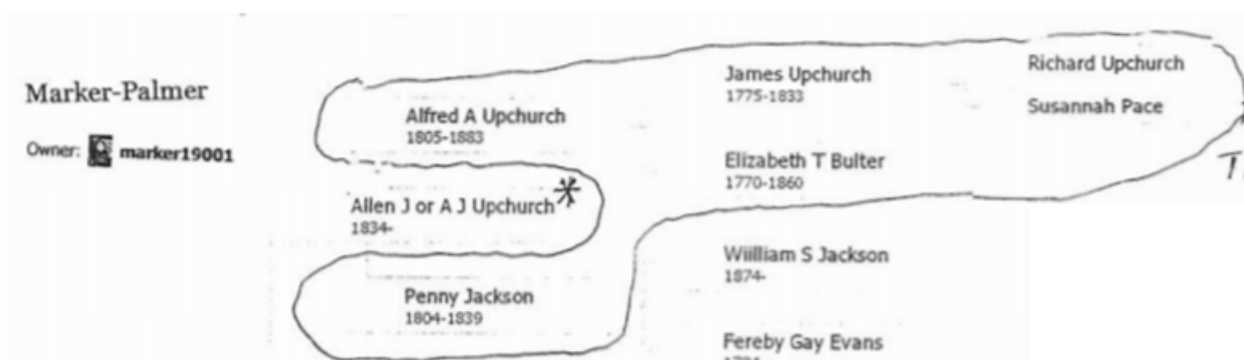 Marker-Palmer
Owner: marker19001
Alfred A Upchurch
1805-1883
Allen J or A J Upchurch *
1834-
Penny Jackson
1804-1839
James Upchurch
1775-1833
Elizabeth T Bulter
1770-1860
Wiilliam S Jackson
1874-
Fereby Gay Evans
Richard Upchurch
Susannah Pace